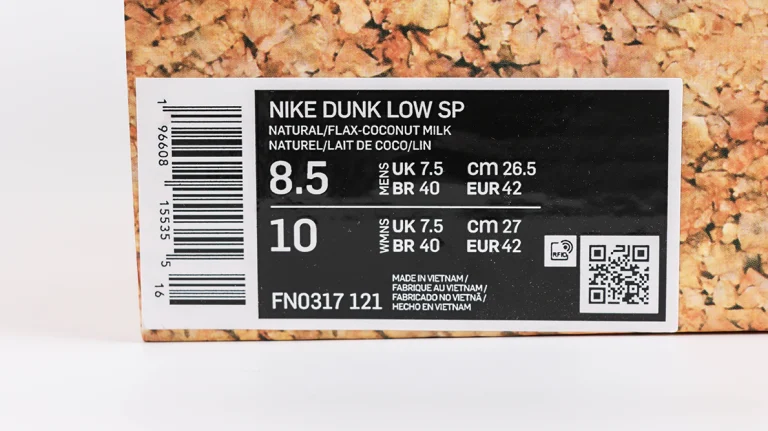 NIKE DUNK LOW SP
NATURAL/FLAX-COCONUT MILK
NATUREL/LAIT DE COCO/LIN
8.5 MENS UK 7.5 cm 26.5
BR 40 EUR 42
10 WMNS UK 7.5 cm 27
BR 40 EUR 42
RFID
FN0317 121
MADE IN VIETNAM/
FABRIQUE AU VIETNAM/
FABRICADO NO VIETNÃ/
HECHO EN VIETNAM
1 96608 15535 5 16